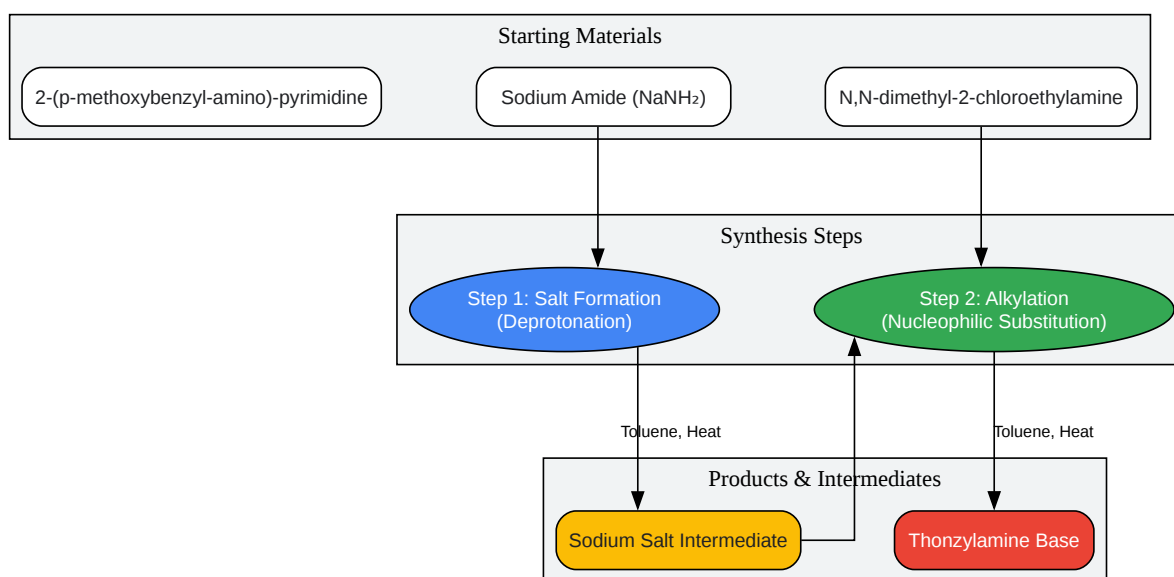 Starting Materials
2-(p-methoxybenzyl-amino)-pyrimidine
Sodium Amide (NaNH₂)
N,N-dimethyl-2-chloroethylamine
Synthesis Steps
Step 1: Salt Formation
(Deprotonation)
Step 2: Alkylation
(Nucleophilic Substitution)
Toluene, Heat
Toluene, Heat
Products & Intermediates
Sodium Salt Intermediate
Thonzylamine Base